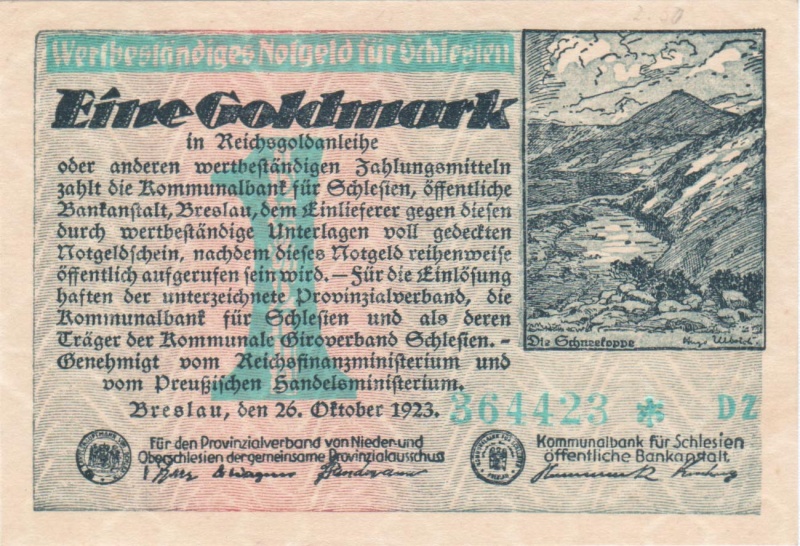 2.50
Wertbeständiges Notgeld für Schlesien
Eine Goldmark
in Reichsgoldanleihe
oder anderen wertbeständigen Zahlungsmitteln
zahlt die Kommunalbank für Schlesien, öffentliche
Bankanstalt, Breslau, dem Einlieferer gegen diesen
durch wertbeständige Unterlagen voll gedeckten
Notgeldschein, nachdem dieses Notgeld reihenweise
öffentlich aufgerufen sein wird.–Für die Einlösung
haften der unterzeichnete Provinzialverband, die
Kommunalbank für Schlesien und als deren
Träger der Kommunale Giroverband Schlesien.–
Genehmigt vom Reichsfinanzministerium und
vom Preußischen Handelsministerium.
Breslau, den 26. Oktober 1923.
1
Die Schneekoppe
364423 * DZ
Für den Provinzialverband von Nieder-und
Oberschlesien der gemeinsame Provinzialausschuss
Kommunalbank für Schlesien
öffentliche Bankanstalt.